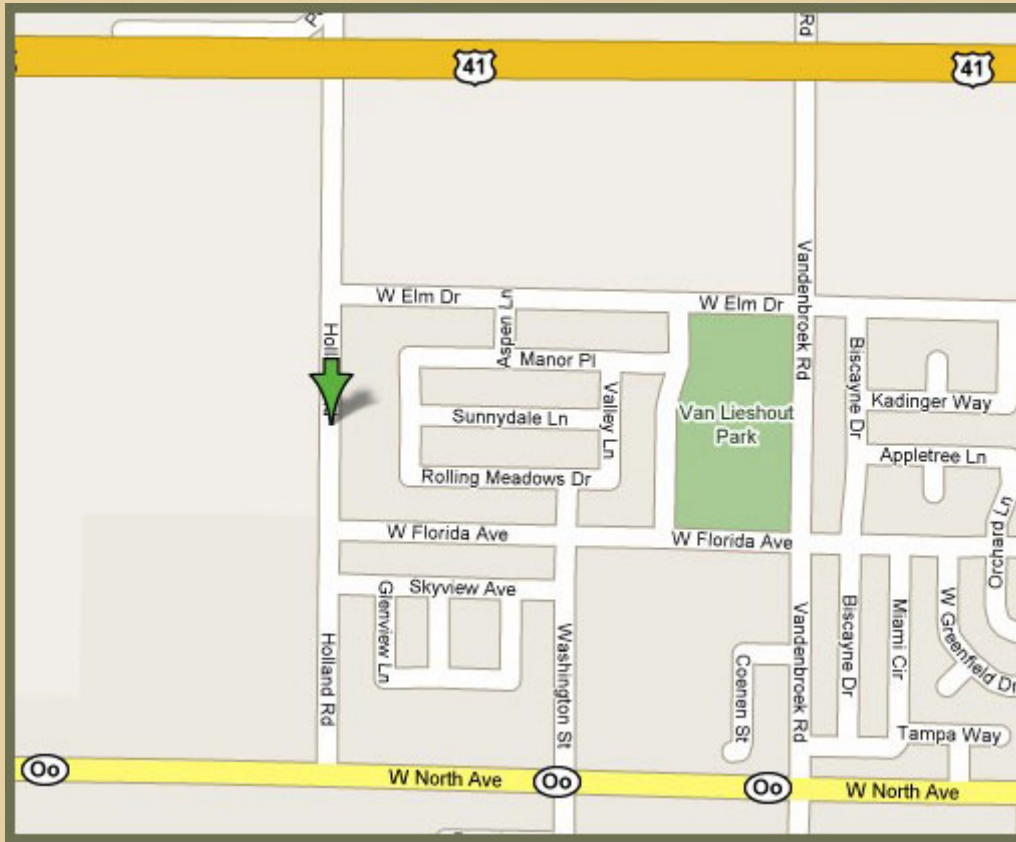 Rd
41
41
W Elm Dr
Aspen Ln
W Elm Dr
Vandenbroek Rd
Manor Pl
Valley Ln
Sunnydale Ln
Rolling Meadows Dr
Van Lieshout
Park
Biscayne Dr
Kadinger Way
Appletree Ln
Orchard Ln
W Florida Ave
W Florida Ave
Skyview Ave
Glenview Ln
Holland Rd
Washington St
Coenen St
Vandenbroek Rd
Biscayne Dr
Miami Cir
W Greenfield Dr
Tampa Way
Oo
W North Ave
Oo
Oo
W North Ave